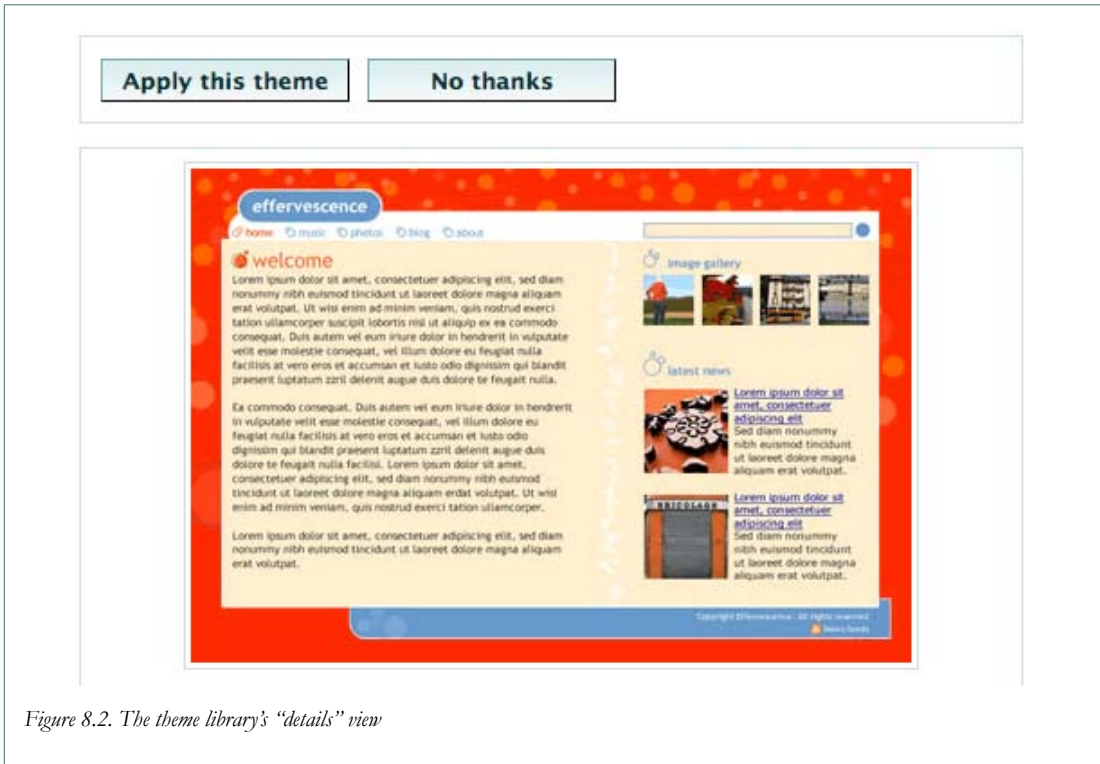 Apply this theme No thanks
effervescence
home music photos blog about
welcome
Lorem ipsum dolor sit amet, consectetuer adipiscing elit, sed diam
nonummy nibh euismod tincidunt ut laoreet dolore magna aliquam
erat volutpat. Ut wisi enim ad minim veniam, quis nostrud exerci
tation ullamcorper suscipit lobortis nisl ut aliquip ex ea commodo
consequat. Duis autem vel eum iriure dolor in hendrerit in vulputate
velit esse molestie consequat, vel illum dolore eu feugiat nulla
facilisis at vero eros et accumsan et iusto odio dignissim qui blandit
praesent luptatum zzril delenit augue duis dolore te feugait nulla.
Ea commodo consequat. Duis autem vel eum iriure dolor in hendrerit
in vulputate velit esse molestie consequat, vel illum dolore eu
feugiat nulla facilisis at vero eros et accumsan et iusto odio
dignissim qui blandit praesent luptatum zzril delenit augue duis
dolore te feugait nulla facilisi. Lorem ipsum dolor sit amet,
consectetuer adipiscing elit, sed diam nonummy nibh euismod
tincidunt ut laoreet dolore magna aliquam erdat volutpat. Ut wisi
enim ad minim veniam, quis nostrud exerci tation ullamcorper.
Lorem ipsum dolor sit amet, consectetuer adipiscing elit, sed diam
nonummy nibh euismod tincidunt ut laoreet dolore magna aliquam
erat volutpat.
image gallery
latest news
Lorem ipsum dolor sit
amet, consectetuer
adipiscing elit
Sed diam nonummy
nibh euismod tincidunt
ut laoreet dolore magna
aliquam erat volutpat.
BRICOLAGE
Lorem ipsum dolor sit
amet, consectetuer
adipiscing elit
Sed diam nonummy
nibh euismod tincidunt
ut laoreet dolore magna
aliquam erat volutpat.
Copyright Effervescence. All rights reserved.
News feeds
Figure 8.2. The theme library's “details” view